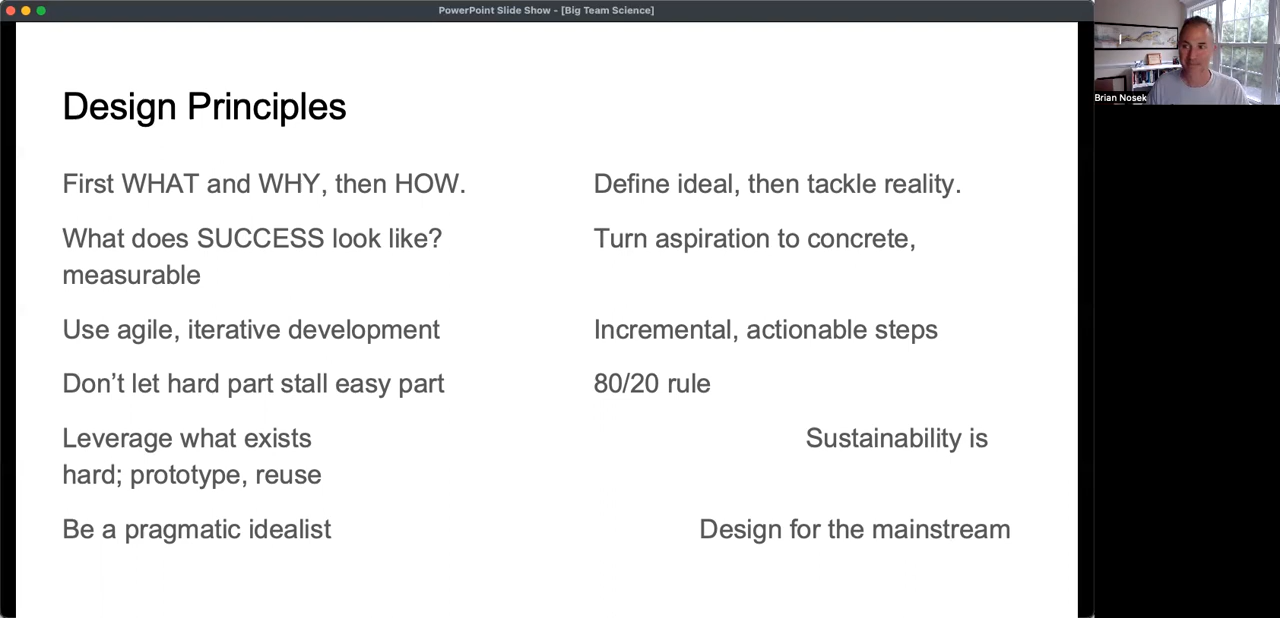 PowerPoint Slide Show - [Big Team Science]
Design Principles
First WHAT and WHY, then HOW. Define ideal, then tackle reality.
What does SUCCESS look like? Turn aspiration to concrete,
measurable
Use agile, iterative development Incremental, actionable steps
Don’t let hard part stall easy part 80/20 rule
Leverage what exists Sustainability is
hard; prototype, reuse
Be a pragmatic idealist Design for the mainstream
Brian Nosek